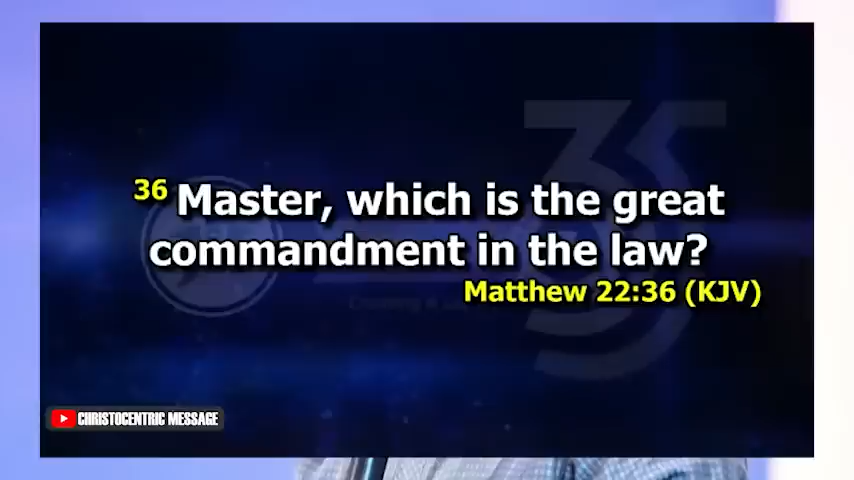 36 Master, which is the great
commandment in the law?
Matthew 22:36 (KJV)
CHRISTOCENTRIC MESSAGE